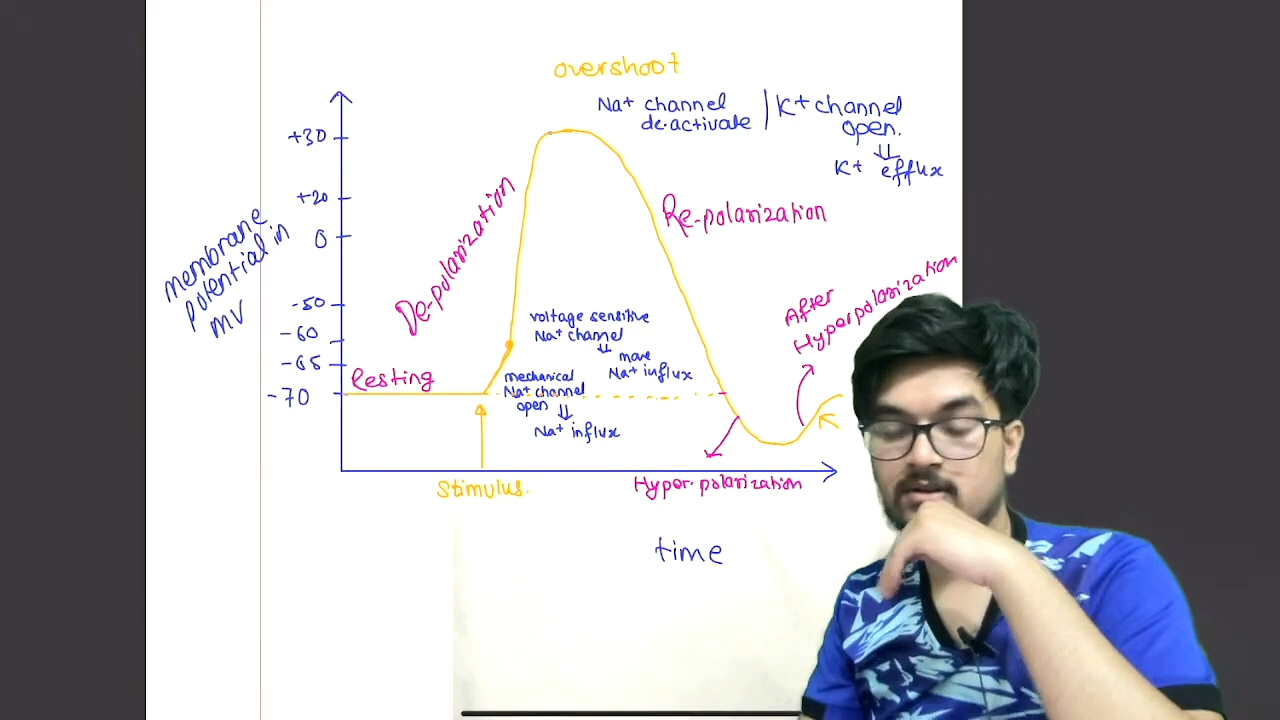 overshoot
Na+ channel
de.activate
K+ channel
open.
K+ efflux
+30
+20
0
-50
-60
-65
-70
membrane
potential in
mV
De-polarization
Re-polarization
voltage sensitive
Na+ channel
more
Na+ influx
Resting
mechanical
Na+ channel
open
Na+ influx
After
Hyperpolarization
Stimulus.
Hyper-polarization
time